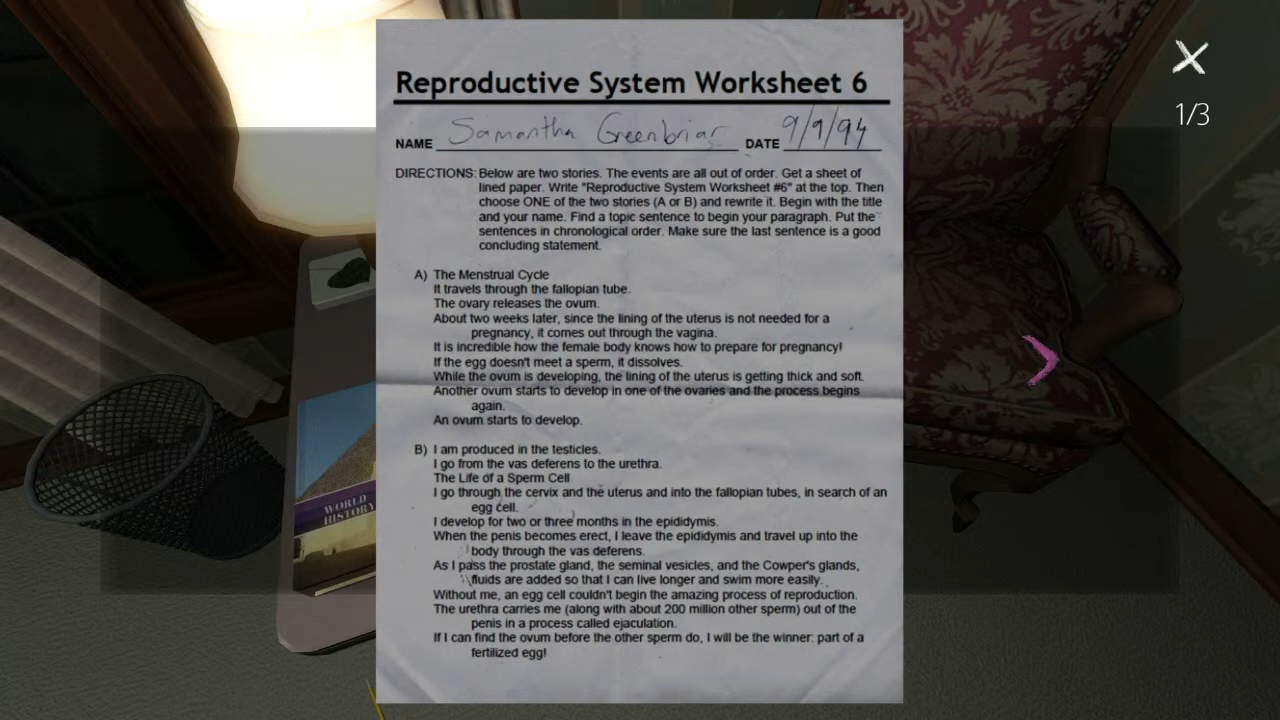 Reproductive System Worksheet 6
1/3
NAME Samantha Greenbriar DATE 9/9/94
DIRECTIONS: Below are two stories. The events are all out of order. Get a sheet of
lined paper. Write "Reproductive System Worksheet #6" at the top. Then
choose ONE of the two stories (A or B) and rewrite it. Begin with the title
and your name. Find a topic sentence to begin your paragraph. Put the
sentences in chronological order. Make sure the last sentence is a good
concluding statement.
A) The Menstrual Cycle
It travels through the fallopian tube.
The ovary releases the ovum.
About two weeks later, since the lining of the uterus is not needed for a
pregnancy, it comes out through the vagina.
It is incredible how the female body knows how to prepare for pregnancy!
If the egg doesn't meet a sperm, it dissolves.
While the ovum is developing, the lining of the uterus is getting thick and soft.
Another ovum starts to develop in one of the ovaries and the process begins
again.
An ovum starts to develop.
B) I am produced in the testicles.
I go from the vas deferens to the urethra.
The Life of a Sperm Cell
I go through the cervix and the uterus and into the fallopian tubes, in search of an
egg cell.
I develop for two or three months in the epididymis.
When the penis becomes erect, I leave the epididymis and travel up into the
body through the vas deferens.
As I pass the prostate gland, the seminal vesicles, and the Cowper's glands,
fluids are added so that I can live longer and swim more easily.
Without me, an egg cell couldn't begin the amazing process of reproduction.
The urethra carries me (along with about 200 million other sperm) out of the
penis in a process called ejaculation.
If I can find the ovum before the other sperm do, I will be the winner: part of a
fertilized egg!
WORLD
HISTORY